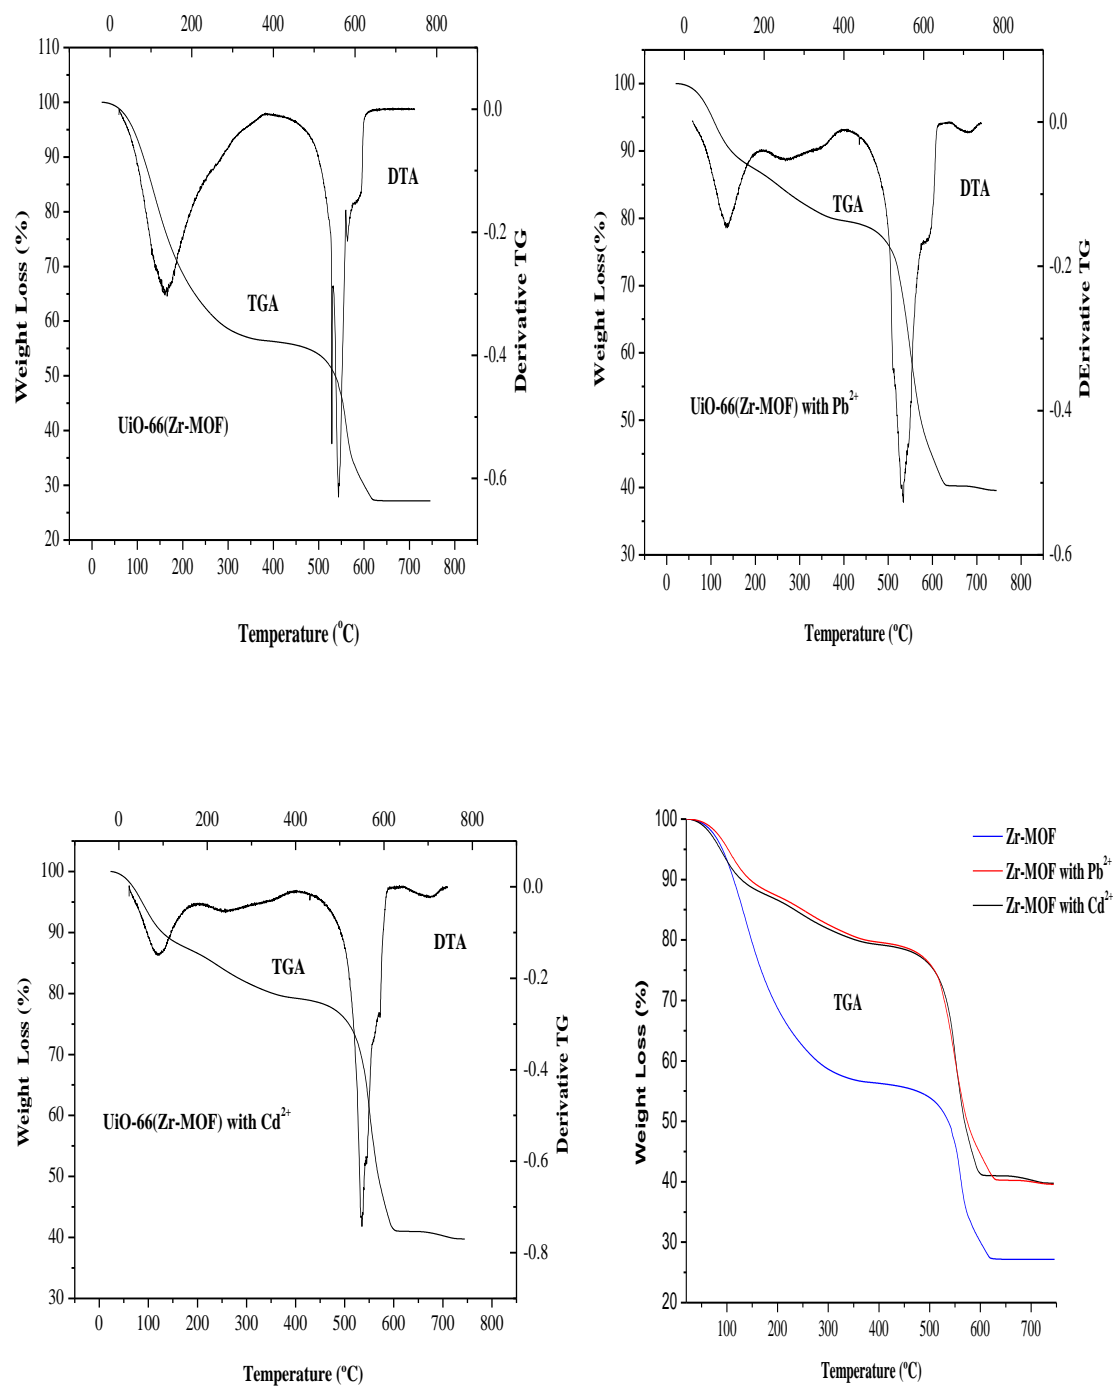 0 200 400 600 800
110
100
90
80
70
60
50
40
30
20
Weight Loss (%)
0.0
-0.2
-0.4
-0.6
Derivative TG
DTA
TGA
UiO-66(Zr-MOF)
0 100 200 300 400 500 600 700 800
Temperature (°C)
0 200 400 600 800
100
90
80
70
60
50
40
30
Weight Loss(%)
0.0
-0.2
-0.4
-0.6
DErivative TG
DTA
TGA
UiO-66(Zr-MOF) with Pb²⁺
0 100 200 300 400 500 600 700 800
Temperature (ºC)
0 200 400 600 800
100
90
80
70
60
50
40
30
Weight Loss (%)
0.0
-0.2
-0.4
-0.6
-0.8
Derivative TG
DTA
TGA
UiO-66(Zr-MOF) with Cd²⁺
0 100 200 300 400 500 600 700 800
Temperature (ºC)
100
90
80
70
60
50
40
30
20
Weight Loss (%)
Zr-MOF
Zr-MOF with Pb²⁺
Zr-MOF with Cd²⁺
TGA
100 200 300 400 500 600 700
Temperature (ºC)